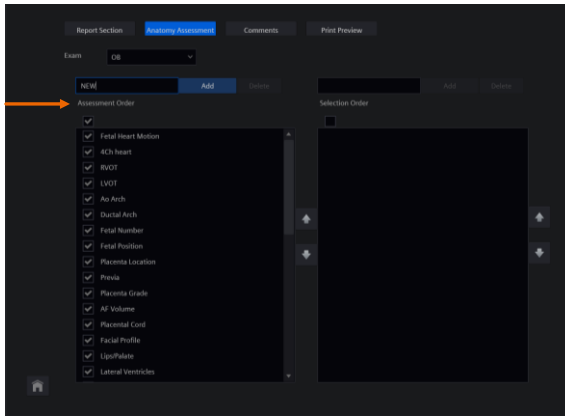 Report Section Anatomy Assessment Comments Print Preview
Exam OB
NEW Add Delete Add Delete
Assessment Order Selection Order
Fetal Heart Motion
4Ch heart
RVOT
LVOT
Ao Arch
Ductal Arch
Fetal Number
Fetal Position
Placenta Location
Previa
Placenta Grade
AF Volume
Placental Cord
Facial Profile
Lips/Palate
Lateral Ventricles